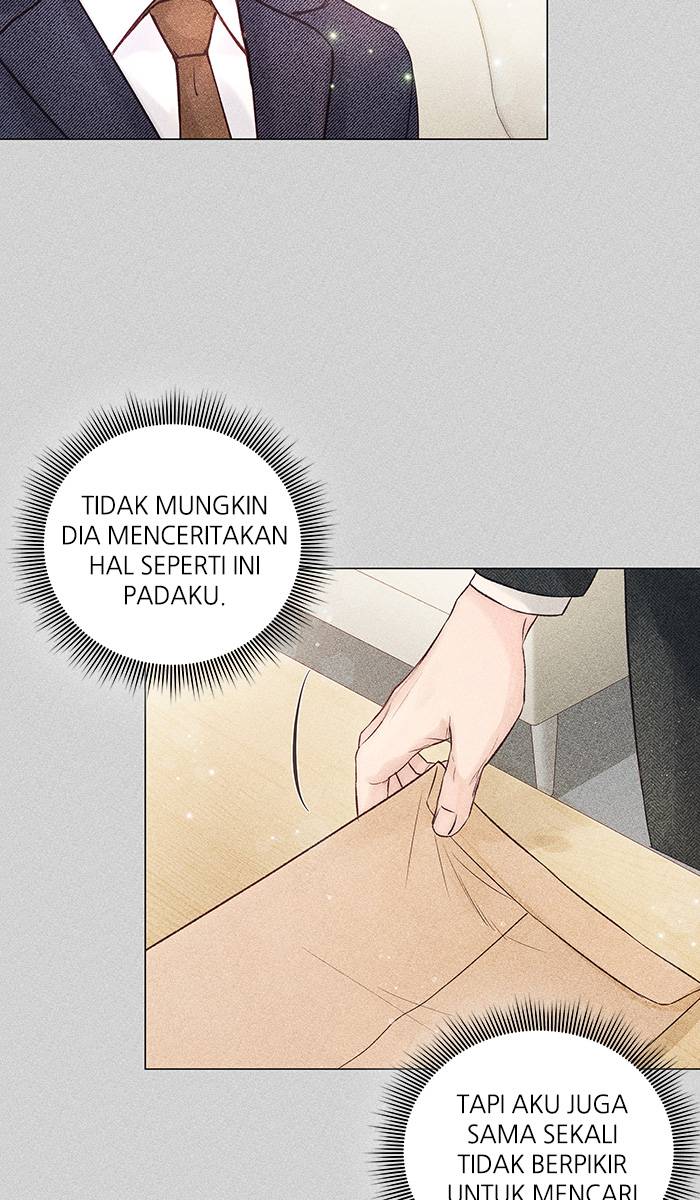 TIDAK MUNGKIN
DIA MENCERITAKAN
HAL SEPERTI INI
PADAKU.
TAPI AKU JUGA
SAMA SEKALI
TIDAK BERPIKIR
UNTUK MENCARI